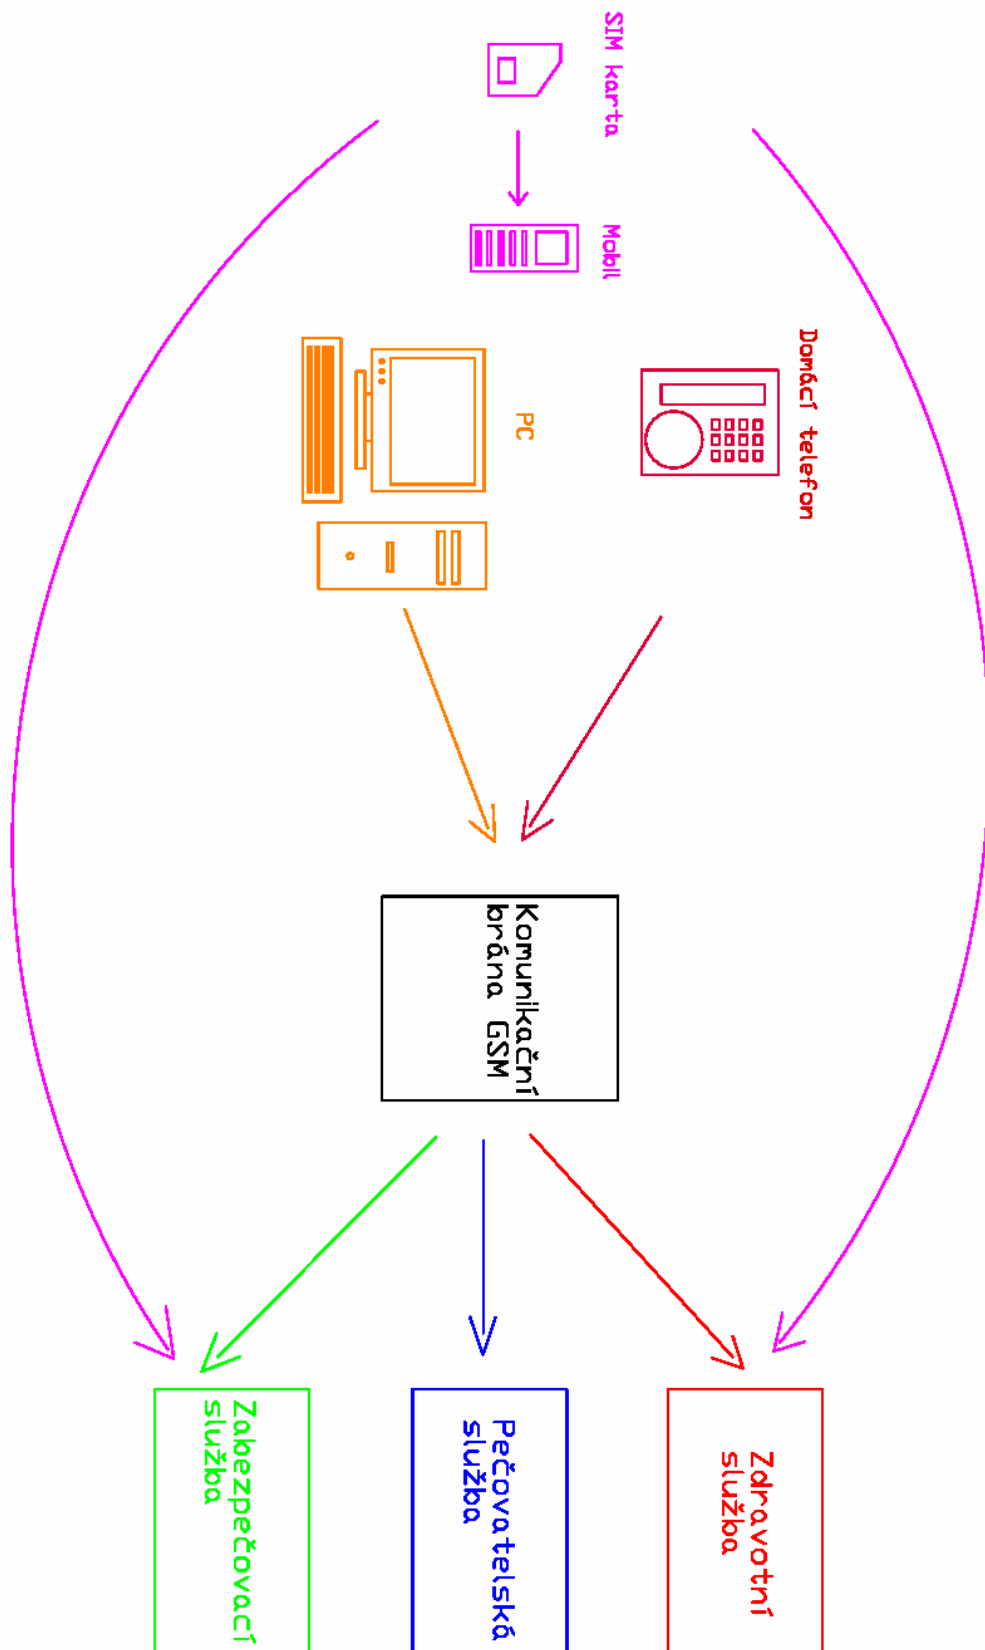 SIM karta
Mobil
Domácí telefon
PC
Komunikační
brána GSM
Zdravotní
služba
Pečovatelská
služba
Zabezpečovací
služba